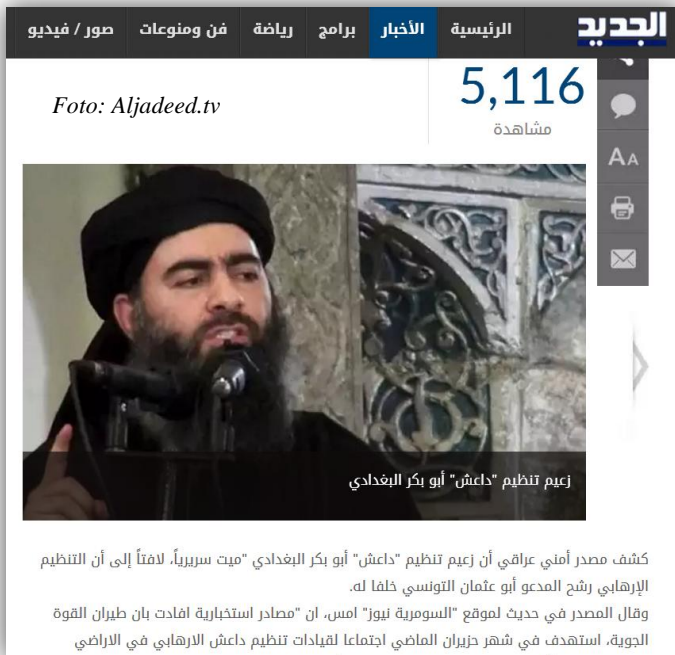 الجديد
الرئيسية الأخبار برامج رياضة فن ومنوعات صور / فيديو
Foto: Aljadeed.tv
5,116
مشاهدة
AA
زعيم تنظيم "داعش" أبو بكر البغدادي
كشف مصدر أمني عراقي أن زعيم تنظيم "داعش" أبو بكر البغدادي "ميت سريرياً، لافتاً إلى أن التنظيم
الإرهابي رشح المدعو أبو عثمان التونسي خلفا له.
وقال المصدر في حديث لموقع "السومرية نيوز" امس، ان "مصادر استخبارية افادت بان طيران القوة
الجوية، استهدف في شهر حزيران الماضي اجتماعا لقيادات تنظيم داعش الارهابي في الاراضي